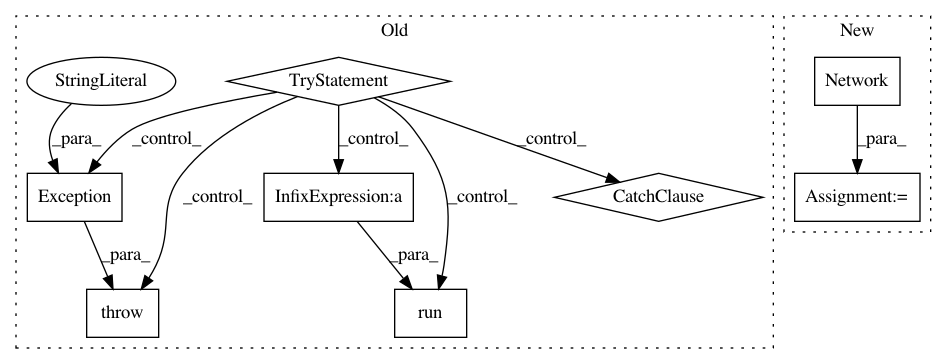 Old
New
StringLiteral
TryStatement
Network
_para_
_control_
_control_
_control_
_control_
_control_
_para_
Exception
InfixExpression:a
CatchClause
Assignment:=
_para_
_para_
throw
run